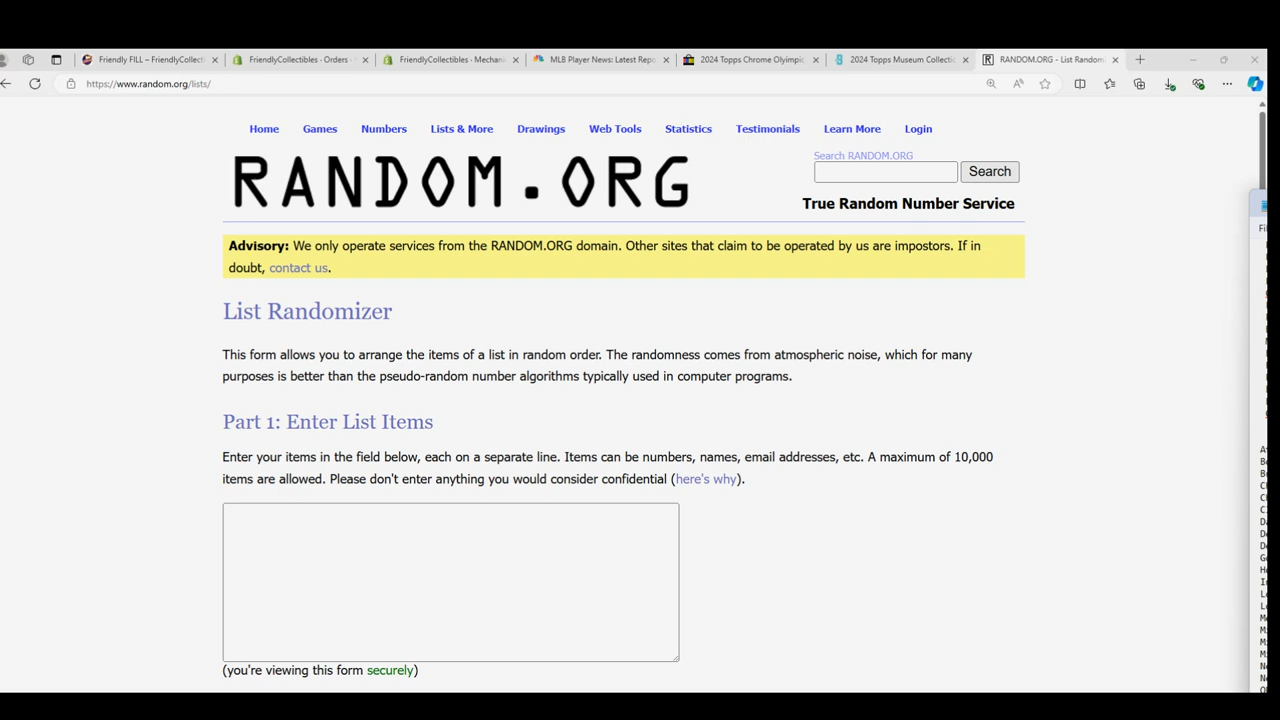 Friendly FILL – FriendlyCollecti
FriendlyCollectibles - Orders -
FriendlyCollectibles - Mechan
MLB Player News: Latest Repo
2024 Topps Chrome Olyimpic
2024 Topps Museum Collecti
RANDOM.ORG - List Random
https://www.random.org/lists/
Home Games Numbers Lists & More Drawings Web Tools Statistics Testimonials Learn More Login
RANDOM.ORG
Search RANDOM.ORG
Search
True Random Number Service
Advisory: We only operate services from the RANDOM.ORG domain. Other sites that claim to be operated by us are impostors. If in
doubt, contact us.
List Randomizer
This form allows you to arrange the items of a list in random order. The randomness comes from atmospheric noise, which for many
purposes is better than the pseudo-random number algorithms typically used in computer programs.
Part 1: Enter List Items
Enter your items in the field below, each on a separate line. Items can be numbers, names, email addresses, etc. A maximum of 10,000
items are allowed. Please don't enter anything you would consider confidential (here's why).
(you're viewing this form securely)